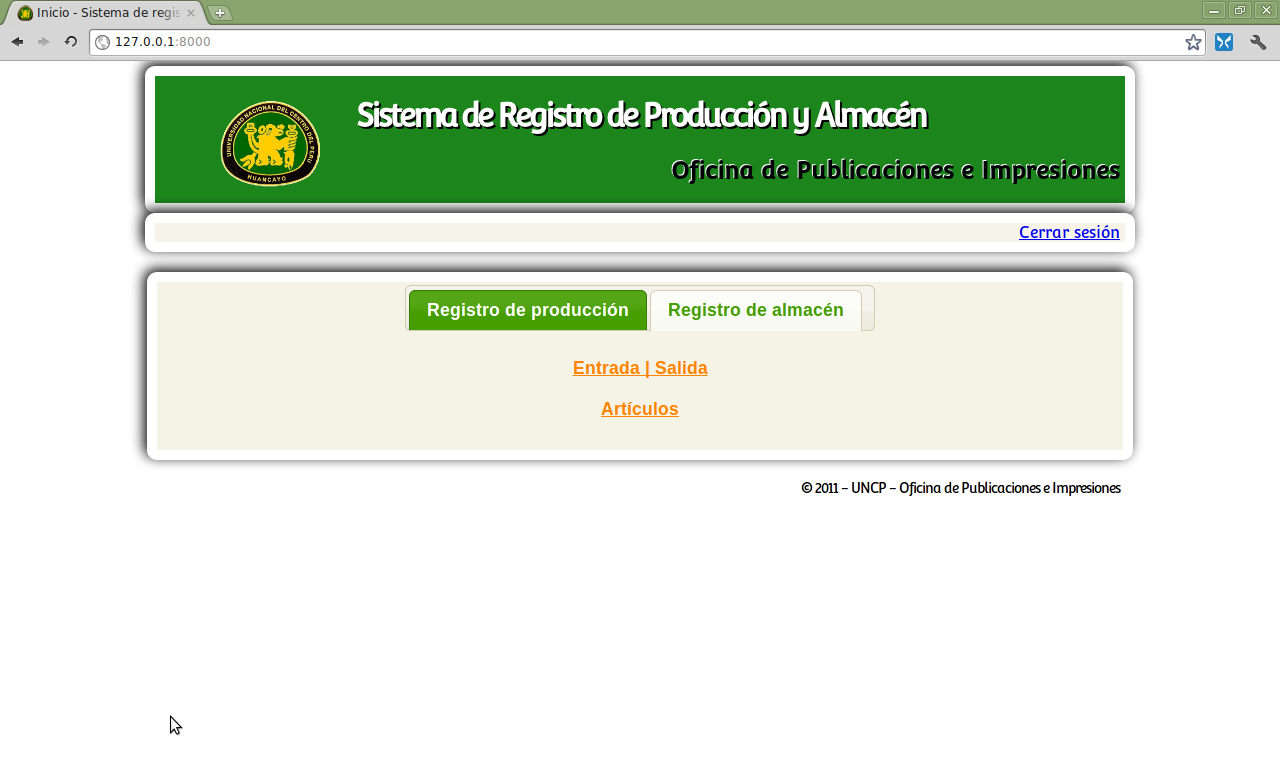 Inicio - Sistema de regis
127.0.0.1:8000
UNIVERSIDAD NACIONAL DEL CENTRO DEL PERU
HUANCAYO
Sistema de Registro de Producción y Almacén
Oficina de Publicaciones e Impresiones
Cerrar sesión
Registro de producción Registro de almacén
Entrada | Salida
Artículos
© 2011 – UNCP – Oficina de Publicaciones e Impresiones